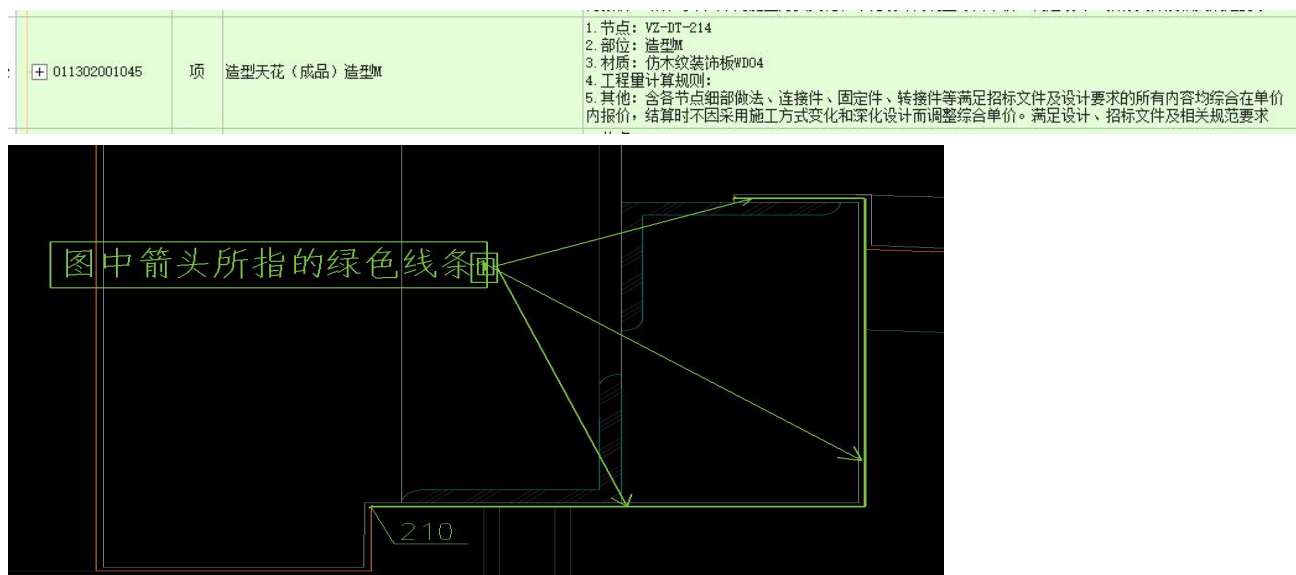 011302001045
项
造型天花（成品）造型M
1.节点：VZ-DT-214
2.部位：造型M
3.材质：仿木纹装饰板WD04
4.工程量计算规则：
5.其他：含各节点细部做法、连接件、固定件、转接件等满足招标文件及设计要求的所有内容均综合在单价
内报价，结算时不因采用施工方式变化和深化设计而调整综合单价。满足设计、招标文件及相关规范要求
图中箭头所指的绿色线条
210